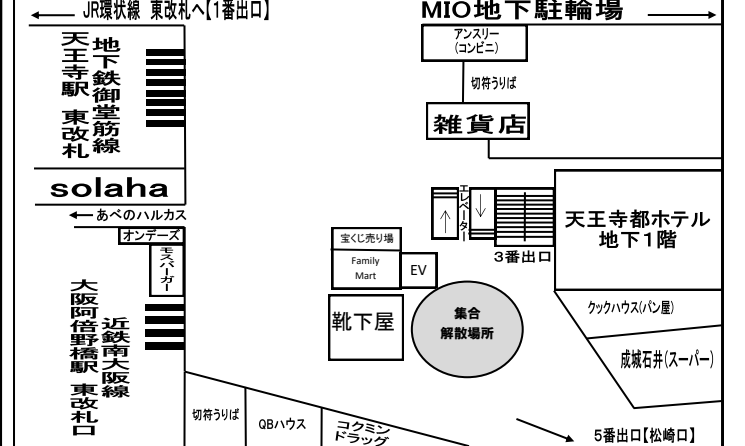 JR環状線 東改札へ【1番出口】
MIO地下駐輪場
アンスリー
(コンビニ)
切符うりば
雑貨店
地下鉄御堂筋線
天王寺駅 東改札
solaha
あべのハルカス
オンデーズ
モスバーガー
近鉄南大阪線
大阪阿倍野橋駅 東改札口
宝くじ売り場
Family
Mart
EV
靴下屋
集合
解散場所
エレベーター
3番出口
天王寺都ホテル
地下1階
クックハウス(パン屋)
成城石井(スーパー)
切符うりば
QBハウス
コクミン
ドラッグ
5番出口【松崎口】